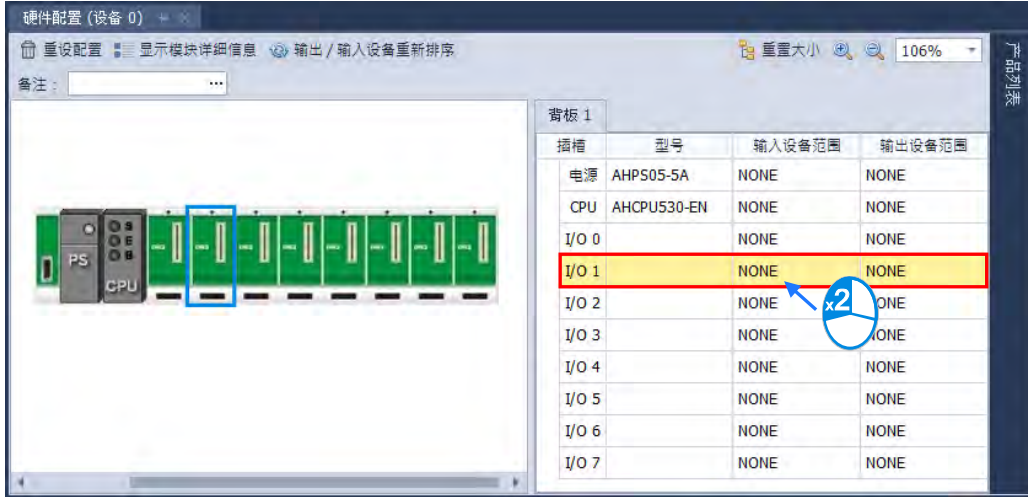 硬件配置 (设备 0)
重设配置 显示模块详细信息 输出 / 输入设备重新排序 重置大小 106%
备注：
产品列表
背板 1
插槽 型号 输入设备范围 输出设备范围
电源 AHPS05-5A NONE NONE
CPU AHCPU530-EN NONE NONE
I/O 0 NONE NONE
I/O 1 NONE NONE
I/O 2 NONE NONE
I/O 3 NONE NONE
I/O 4 NONE NONE
I/O 5 NONE NONE
I/O 6 NONE NONE
I/O 7 NONE NONE
x2
PS
CPU